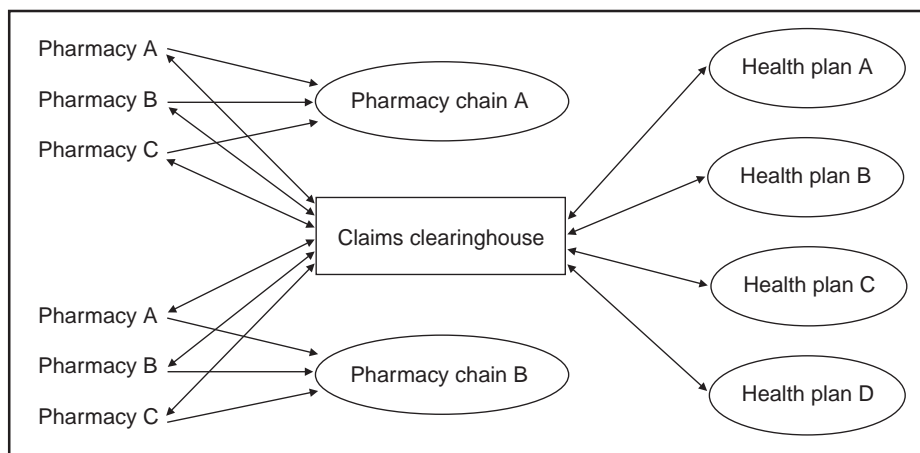 Pharmacy A
Pharmacy B
Pharmacy C
Pharmacy chain A
Claims clearinghouse
Pharmacy A
Pharmacy B
Pharmacy C
Pharmacy chain B
Health plan A
Health plan B
Health plan C
Health plan D